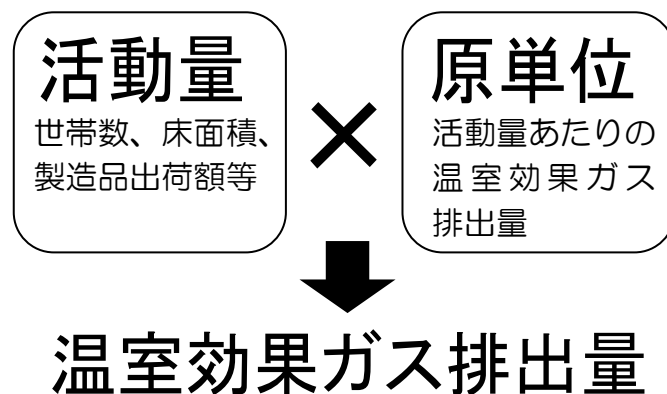 活動量
世帯数、床面積、
製造品出荷額等
×
原単位
活動量あたりの
温室効果ガス
排出量
温室効果ガス排出量